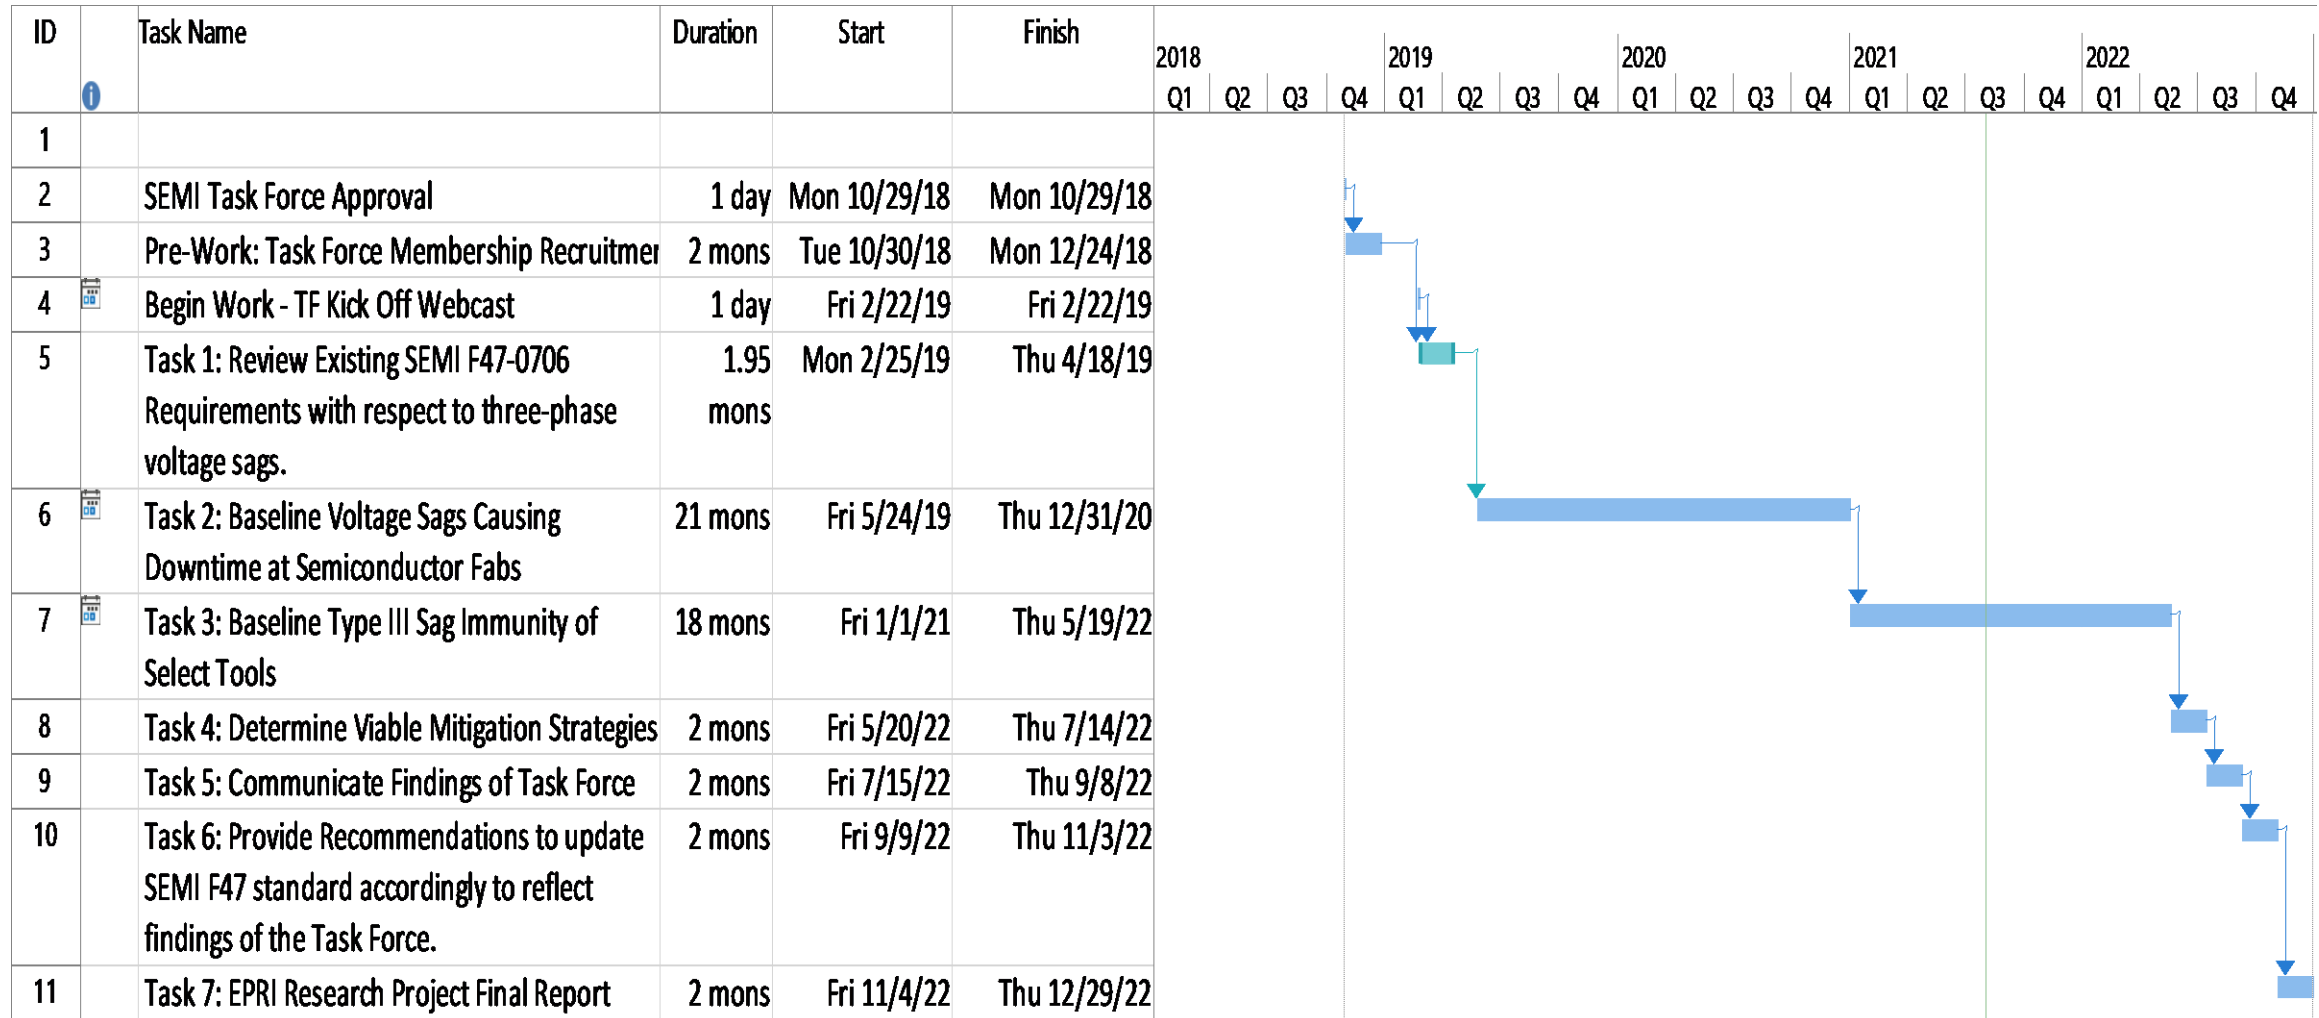 ID Task Name Duration Start Finish
2018 2019 2020 2021 2022
i Q1 Q2 Q3 Q4 Q1 Q2 Q3 Q4 Q1 Q2 Q3 Q4 Q1 Q2 Q3 Q4 Q1 Q2 Q3 Q4
1
2 SEMI Task Force Approval 1 day Mon 10/29/18 Mon 10/29/18
3 Pre-Work: Task Force Membership Recruitmer 2 mons Tue 10/30/18 Mon 12/24/18
4 Begin Work - TF Kick Off Webcast 1 day Fri 2/22/19 Fri 2/22/19
5 Task 1: Review Existing SEMI F47-0706 1.95 Mon 2/25/19 Thu 4/18/19
Requirements with respect to three-phase mons
voltage sags.
6 Task 2: Baseline Voltage Sags Causing 21 mons Fri 5/24/19 Thu 12/31/20
Downtime at Semiconductor Fabs
7 Task 3: Baseline Type III Sag Immunity of 18 mons Fri 1/1/21 Thu 5/19/22
Select Tools
8 Task 4: Determine Viable Mitigation Strategies 2 mons Fri 5/20/22 Thu 7/14/22
9 Task 5: Communicate Findings of Task Force 2 mons Fri 7/15/22 Thu 9/8/22
10 Task 6: Provide Recommendations to update 2 mons Fri 9/9/22 Thu 11/3/22
SEMI F47 standard accordingly to reflect
findings of the Task Force.
11 Task 7: EPRI Research Project Final Report 2 mons Fri 11/4/22 Thu 12/29/22